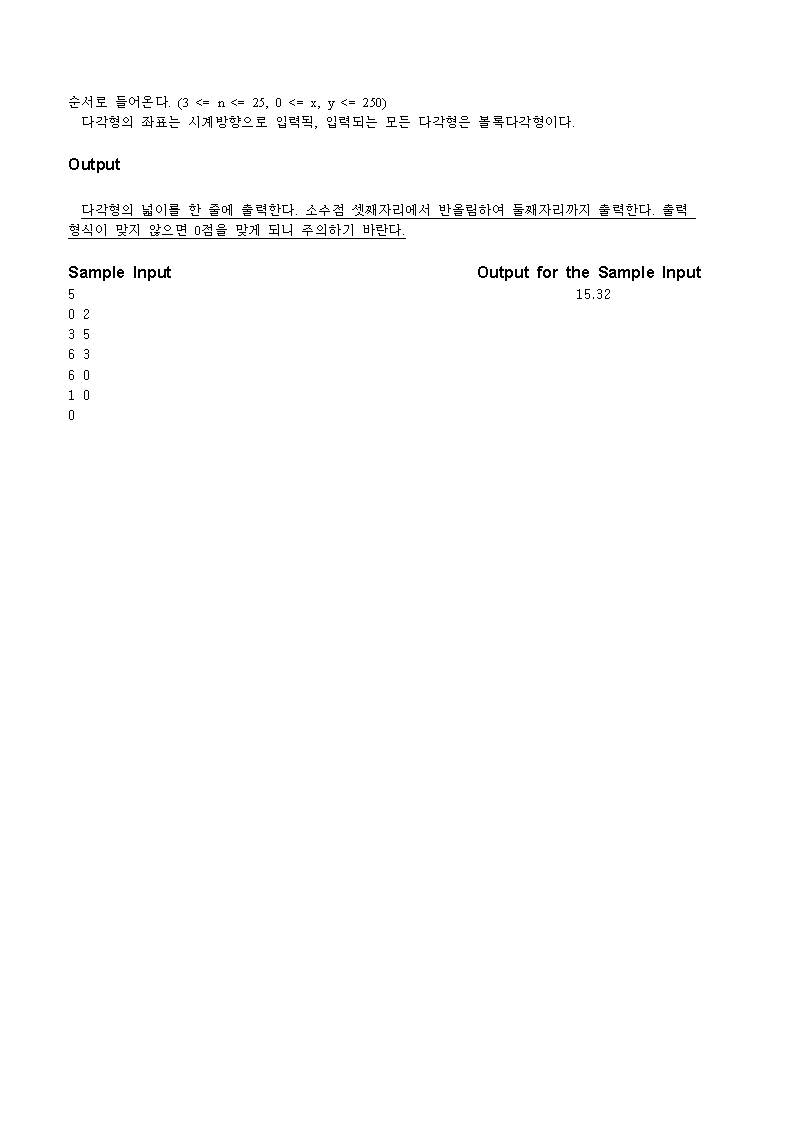 순서로 들어온다. (3 <= n <= 25, 0 <= x, y <= 250)
다각형의 좌표는 시계방향으로 입력됙, 입력되는 모든 다각형은 볼록다각형이다.
Output
다각형의 넓이를 한 줄에 출력한다. 소수점 셋째자리에서 반올림하여 둘째자리까지 출력한다. 출력
형식이 맞지 않으면 0점을 맞게 되니 주의하기 바란다.
Sample Input Output for the Sample Input
5 15.32
0 2
3 5
6 3
6 0
1 0
0